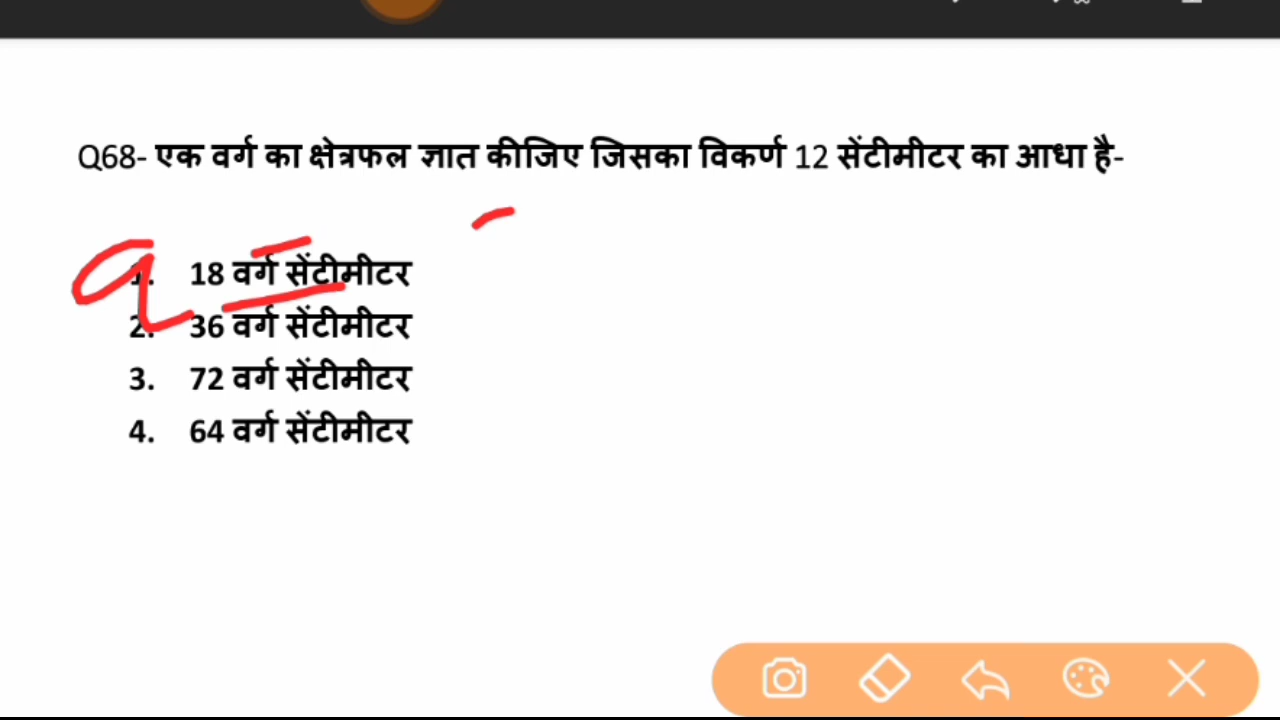 Q68- एक वर्ग का क्षेत्रफल ज्ञात कीजिए जिसका विकर्ण 12 सेंटीमीटर का आधा है-
a =
1. 18 वर्ग सेंटीमीटर
2. 36 वर्ग सेंटीमीटर
3. 72 वर्ग सेंटीमीटर
4. 64 वर्ग सेंटीमीटर